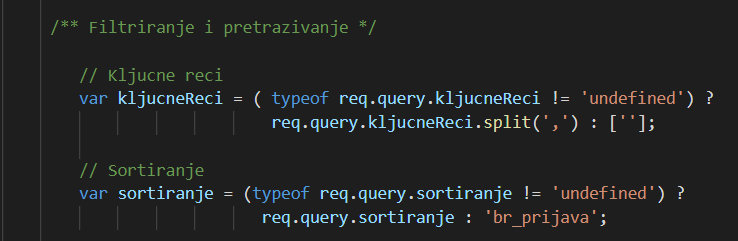 /** Filtriranje i pretrazivanje */
// Kljucne reci
var kljucneReci = ( typeof req.query.kljucneReci != 'undefined') ?
req.query.kljucneReci.split(',') : [''];
// Sortiranje
var sortiranje = (typeof req.query.sortiranje != 'undefined') ?
req.query.sortiranje : 'br_prijava';